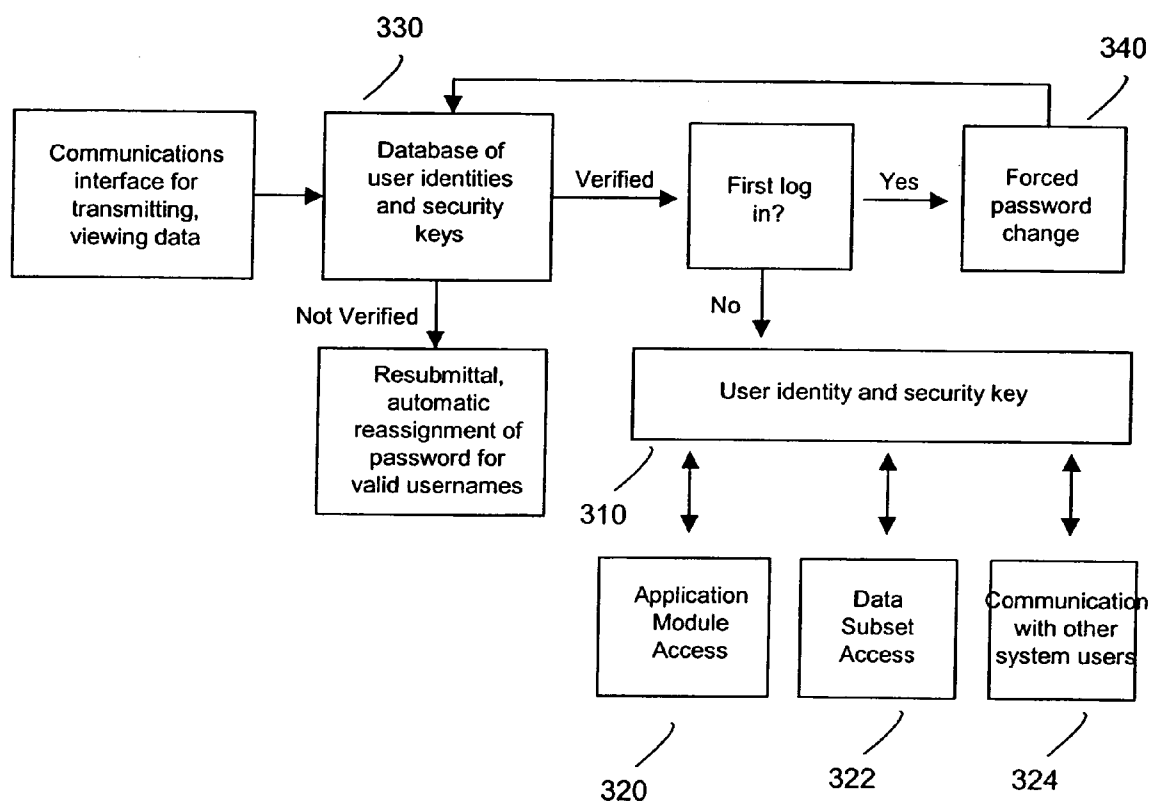 330
340
Communications
interface for
transmitting,
viewing data
Database of
user identities
and security
keys
Verified
First log
in?
Yes
Forced
password
change
Not Verified
No
Resubmittal,
automatic
reassignment of
password for
valid usernames
User identity and security key
310
Application
Module
Access
Data
Subset
Access
Communication
with other
system users
320
322
324